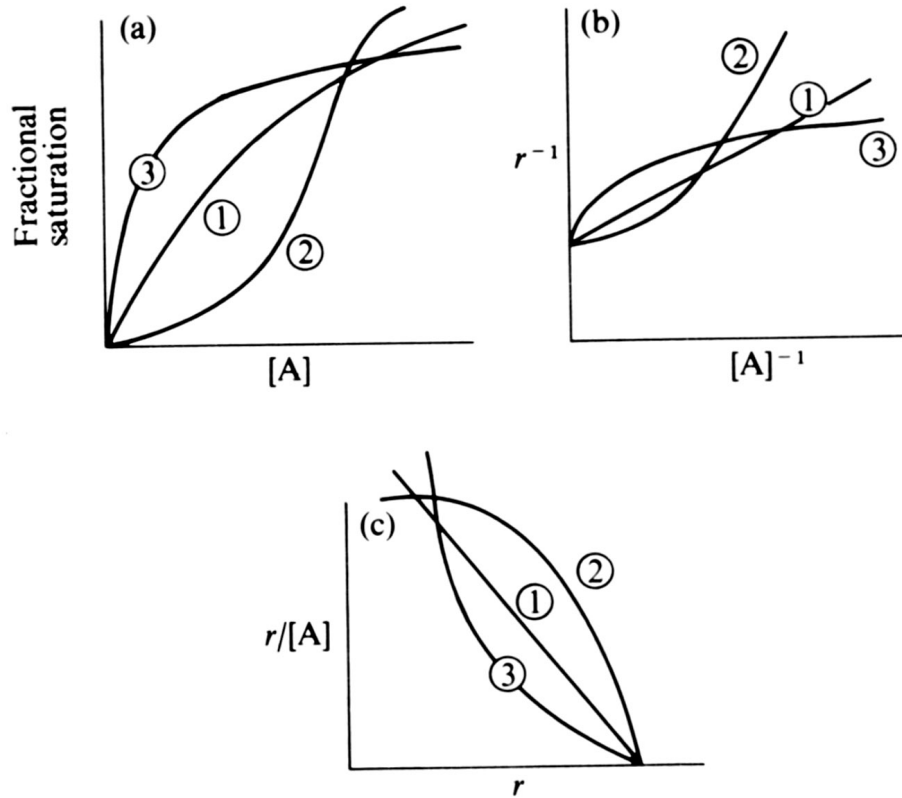 (a)
Fractional
saturation
③
①
②
[A]
(b)
r⁻¹
②
①
③
[A]⁻¹
(c)
r/[A]
①
②
③
r